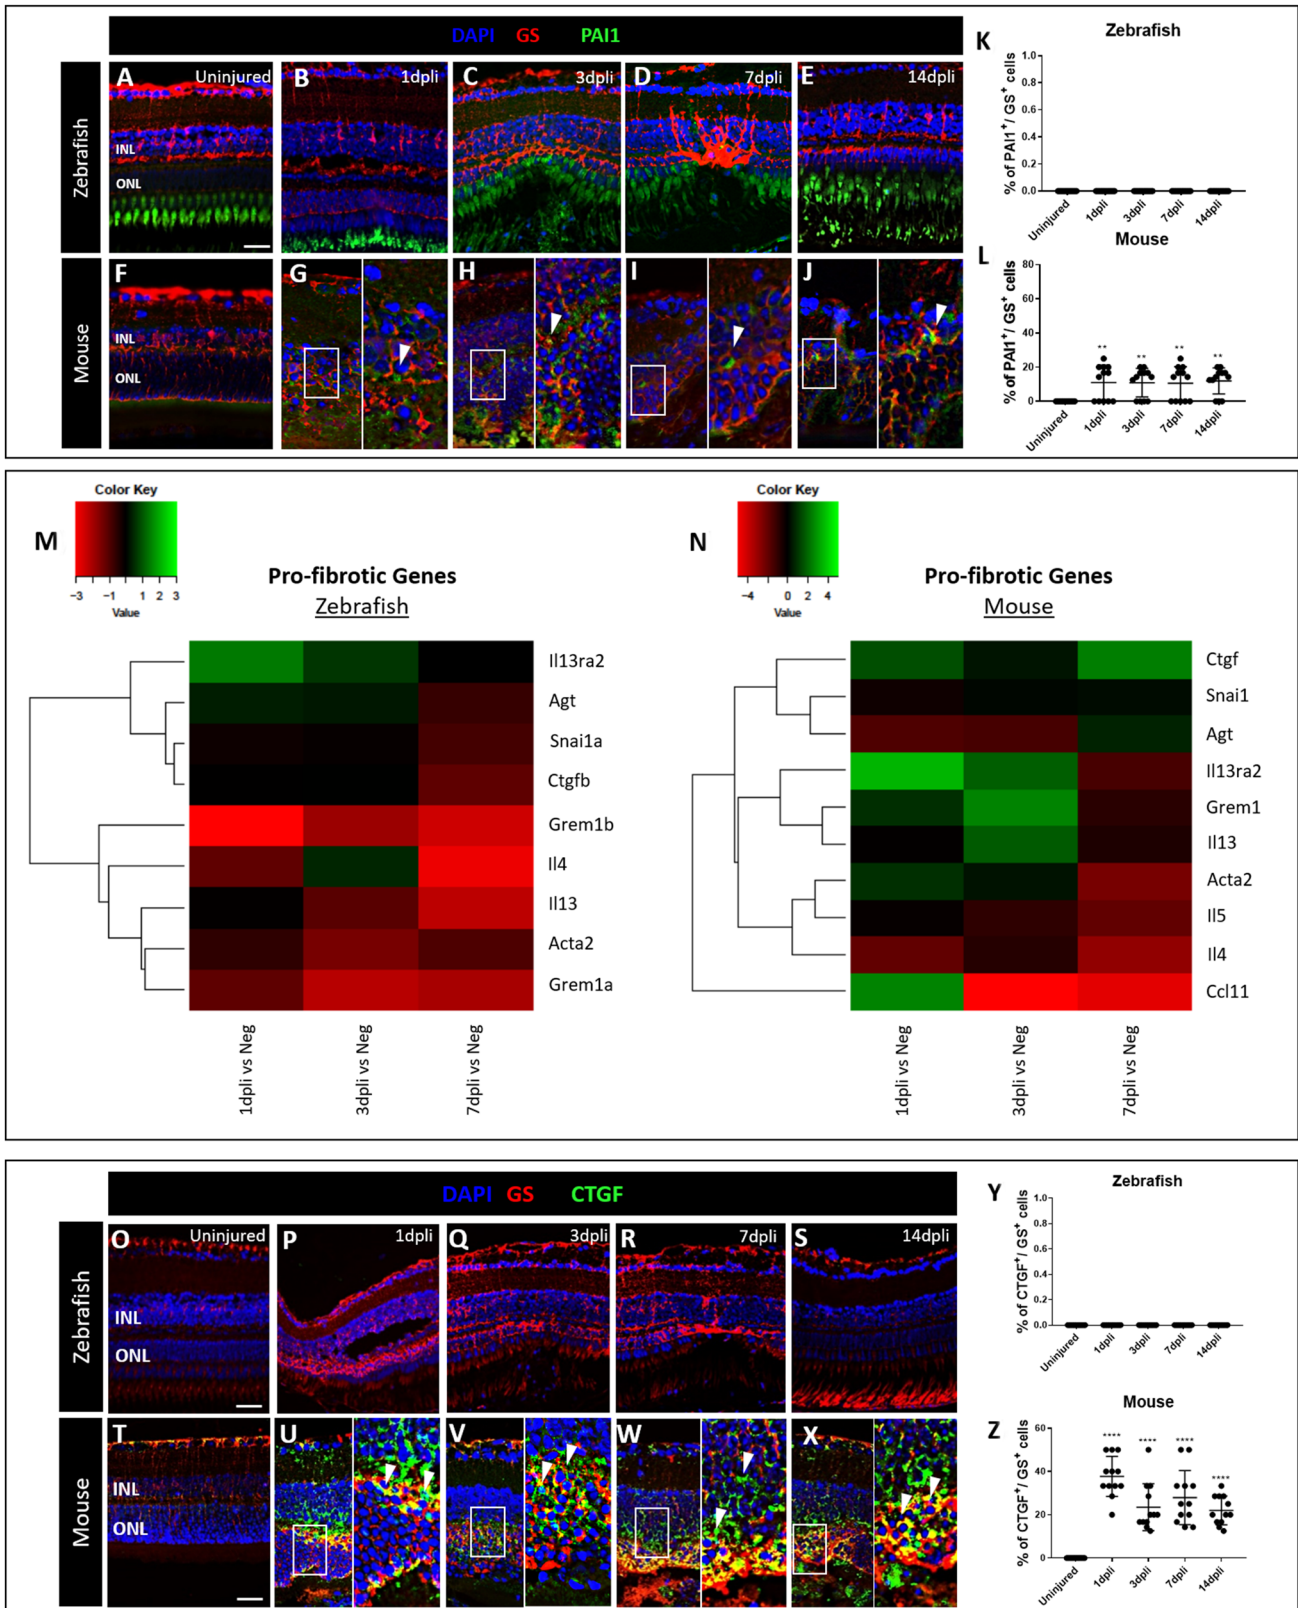 DAPI GS PAI1
Zebrafish
A Uninjured
INL
ONL
B 1dpli
C 3dpli
D 7dpli
E 14dpli
Mouse
F
INL
ONL
G
H
I
J
K
Zebrafish
% of PAI1⁺/ GS⁺ cells
1.0
0.8
0.6
0.4
0.2
0.0
Uninjured
1dpli
3dpli
7dpli
14dpli
L
Mouse
% of PAI1⁺/ GS⁺ cells
80
60
40
20
0
** ** ** **
Uninjured
1dpli
3dpli
7dpli
14dpli
M
Color Key
−3 −1 1 2 3
Value
Pro-fibrotic Genes
Zebrafish
Il13ra2
Agt
Snai1a
Ctgfb
Grem1b
Il4
Il13
Acta2
Grem1a
1dpli vs Neg
3dpli vs Neg
7dpli vs Neg
N
Color Key
−4 0 2 4
Value
Pro-fibrotic Genes
Mouse
Ctgf
Snai1
Agt
Il13ra2
Grem1
Il13
Acta2
Il5
Il4
Ccl11
1dpli vs Neg
3dpli vs Neg
7dpli vs Neg
DAPI GS CTGF
Zebrafish
O Uninjured
INL
ONL
P 1dpli
Q 3dpli
R 7dpli
S 14dpli
Mouse
T
INL
ONL
U
V
W
X
Y
Zebrafish
% of CTGF⁺/ GS⁺ cells
1.0
0.8
0.6
0.4
0.2
0.0
Uninjured
1dpli
3dpli
7dpli
14dpli
Z
Mouse
% of CTGF⁺/ GS⁺ cells
60
40
20
0
**** **** **** ****
Uninjured
1dpli
3dpli
7dpli
14dpli